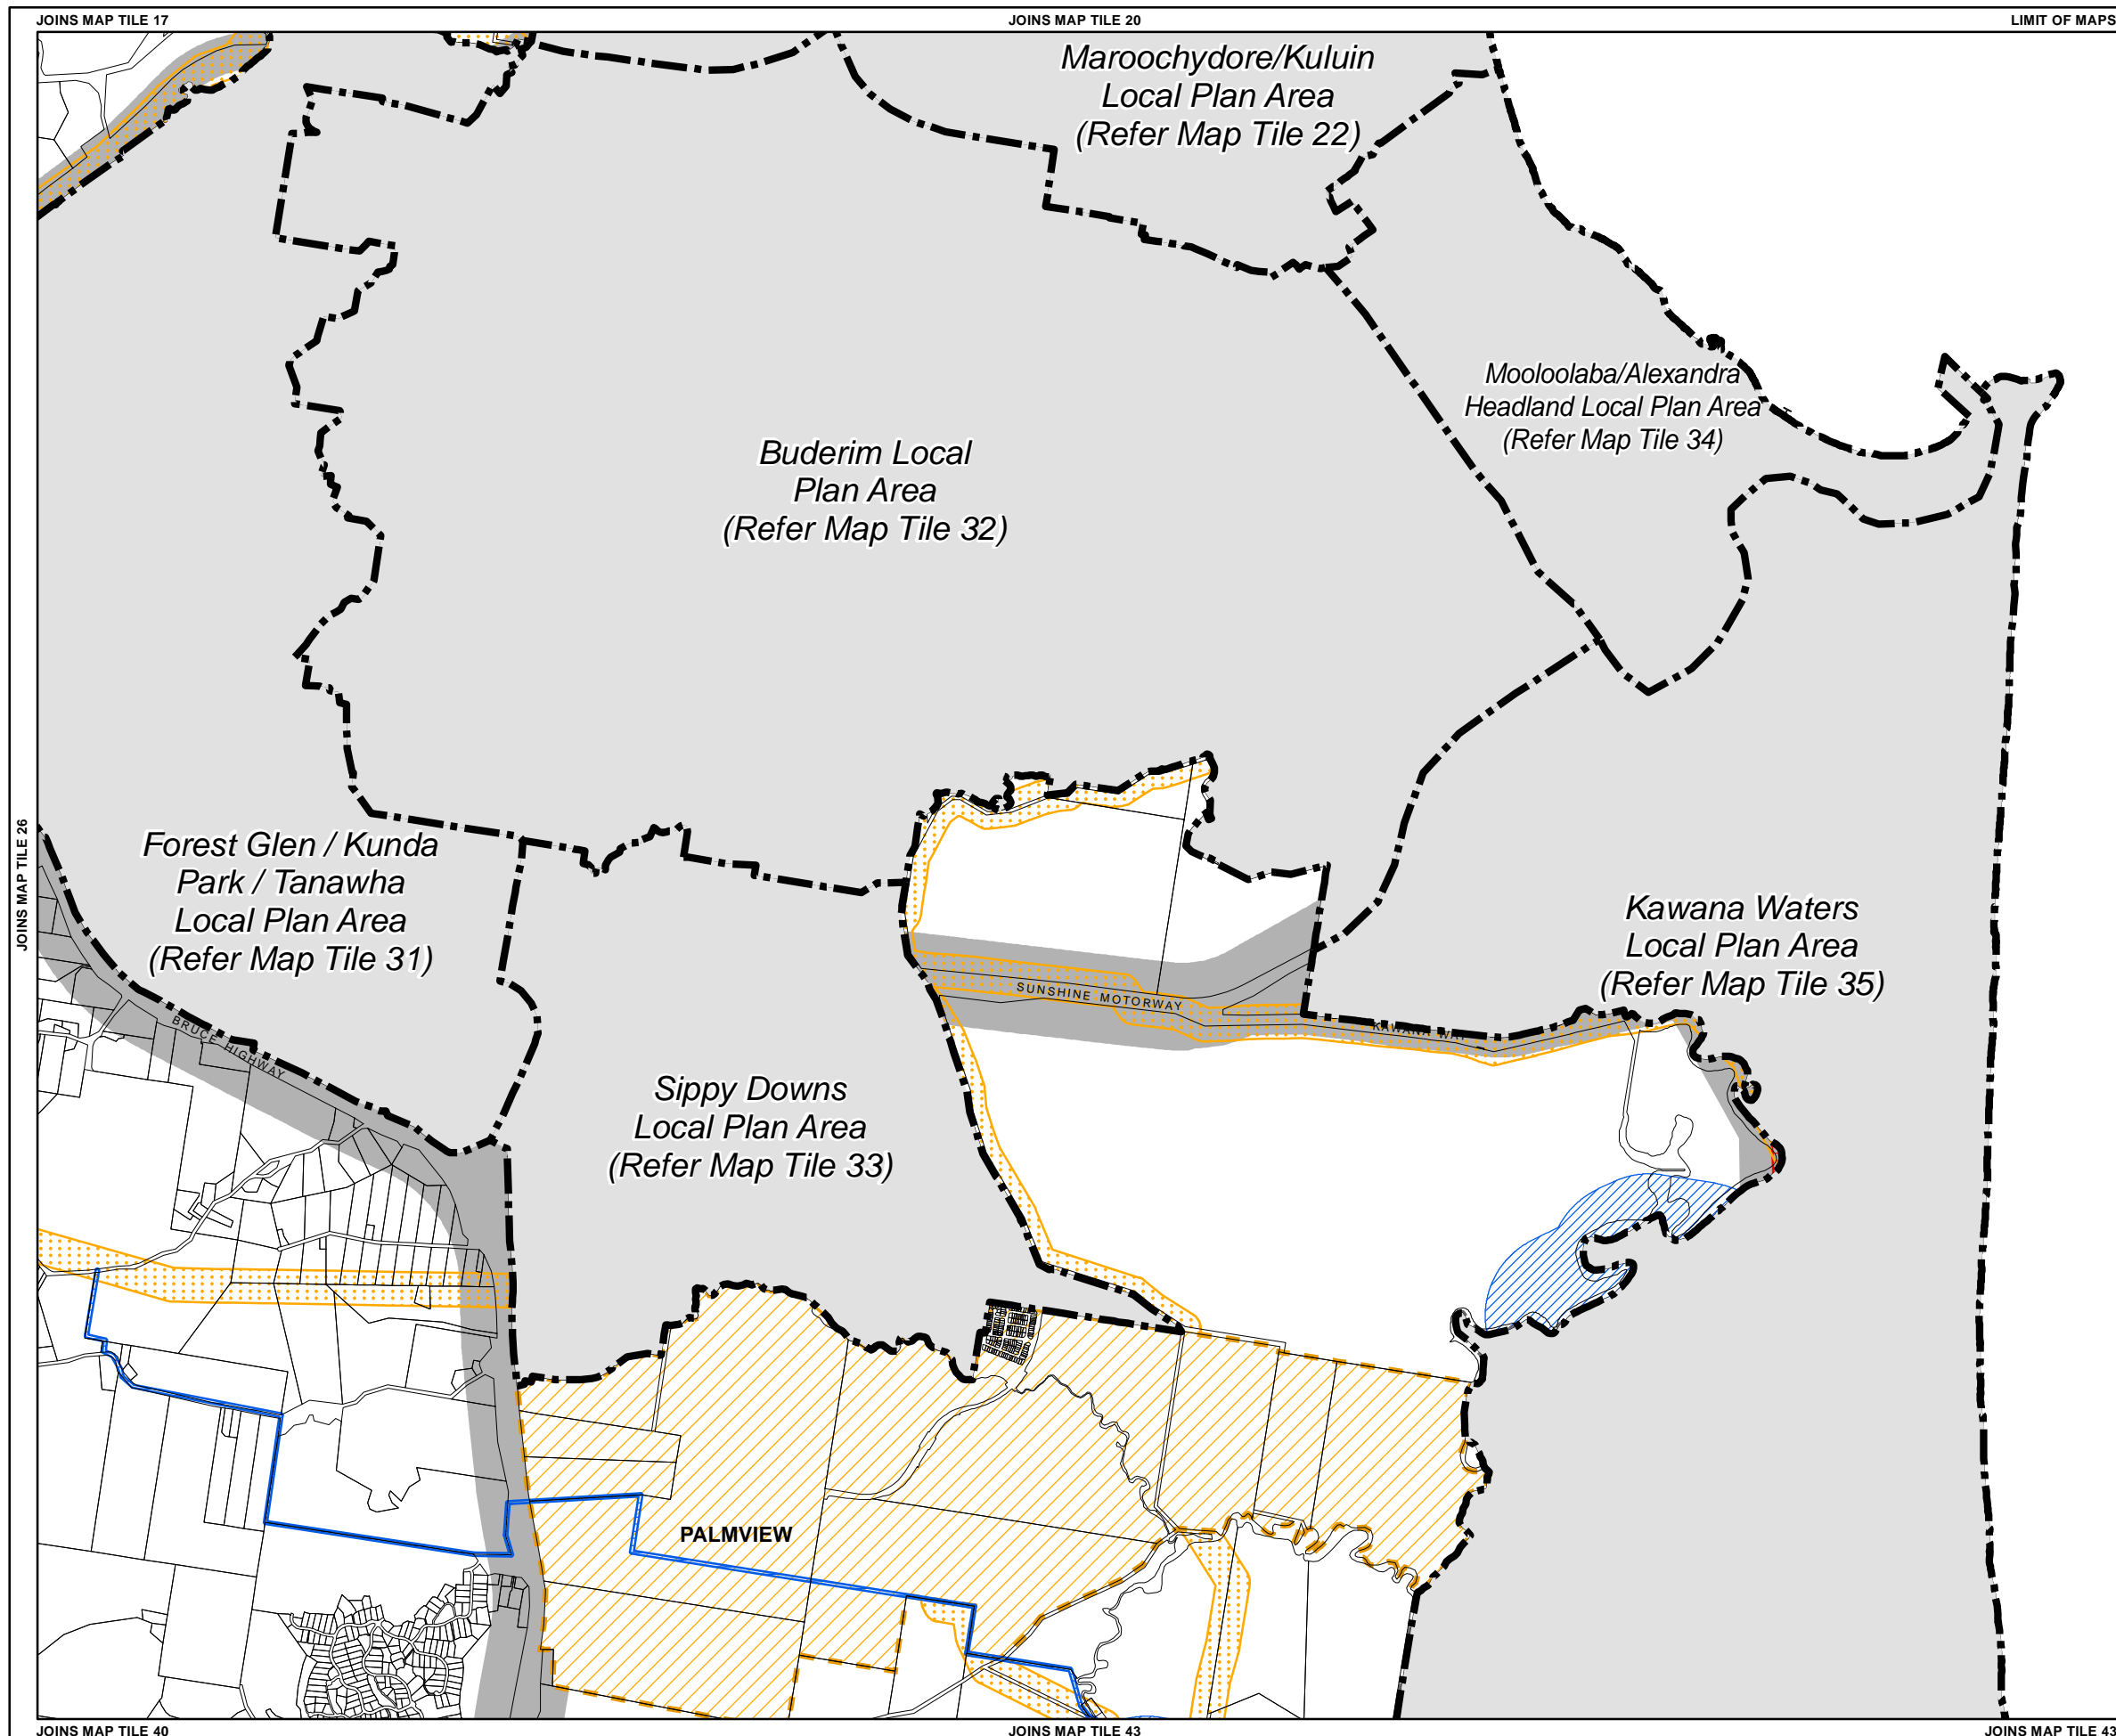 JOINS MAP TILE 17
JOINS MAP TILE 20
LIMIT OF MAPS
Maroochydore/Kuluin
Local Plan Area
(Refer Map Tile 22)
Mooloolaba/Alexandra
Headland Local Plan Area
(Refer Map Tile 34)
Buderim Local
Plan Area
(Refer Map Tile 32)
JOINS MAP TILE 26
Forest Glen / Kunda
Park / Tanawha
Local Plan Area
(Refer Map Tile 31)
Kawana Waters
Local Plan Area
(Refer Map Tile 35)
SUNSHINE MOTORWAY
KAWANA WAY
BRUCE HIGHWAY
Sippy Downs
Local Plan Area
(Refer Map Tile 33)
PALMVIEW
JOINS MAP TILE 40
JOINS MAP TILE 43
JOINS MAP TILE 43